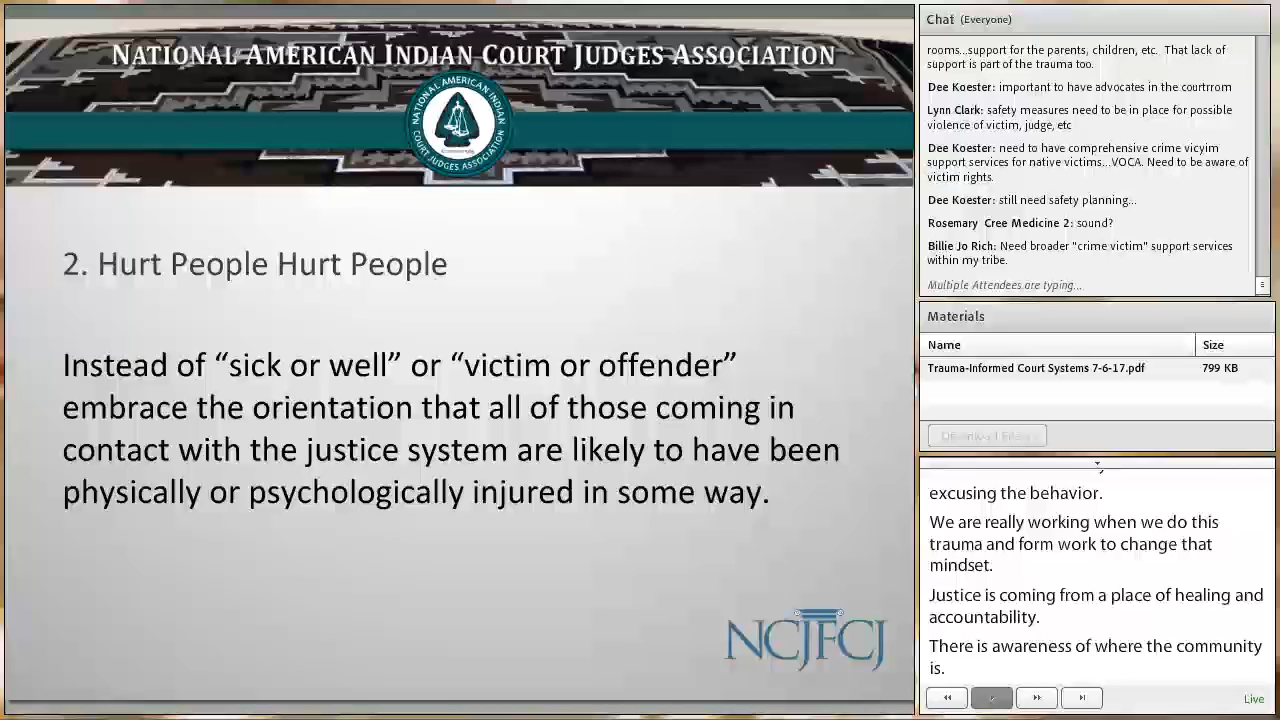 NATIONAL AMERICAN INDIAN COURT JUDGES ASSOCIATION
NATIONAL AMERICAN INDIAN
COURT JUDGES ASSOCIATION
2. Hurt People Hurt People
Instead of “sick or well” or “victim or offender”
embrace the orientation that all of those coming in
contact with the justice system are likely to have been
physically or psychologically injured in some way.
NCJFCJ
Chat (Everyone)
rooms..support for the parents, children, etc. That lack of
support is part of the trauma too.
Dee Koester: important to have advocates in the courtrom
Lynn Clark: safety measures need to be in place for possible
violence of victim, judge, etc
Dee Koester: need to have comprehensive crime vicyim
support services for native victims...VOCA. Need to be aware of
victim rights.
Dee Koester: still need safety planning...
Rosemary Cree Medicine 2: sound?
Billie Jo Rich: Need broader "crime victim" support services
within my tribe.
Multiple Attendees are typing...
Materials
Name Size
Trauma-Informed Court Systems 7-6-17.pdf 799 KB
excusing the behavior.
We are really working when we do this
trauma and form work to change that
mindset.
Justice is coming from a place of healing and
accountability.
There is awareness of where the community
is.
Live